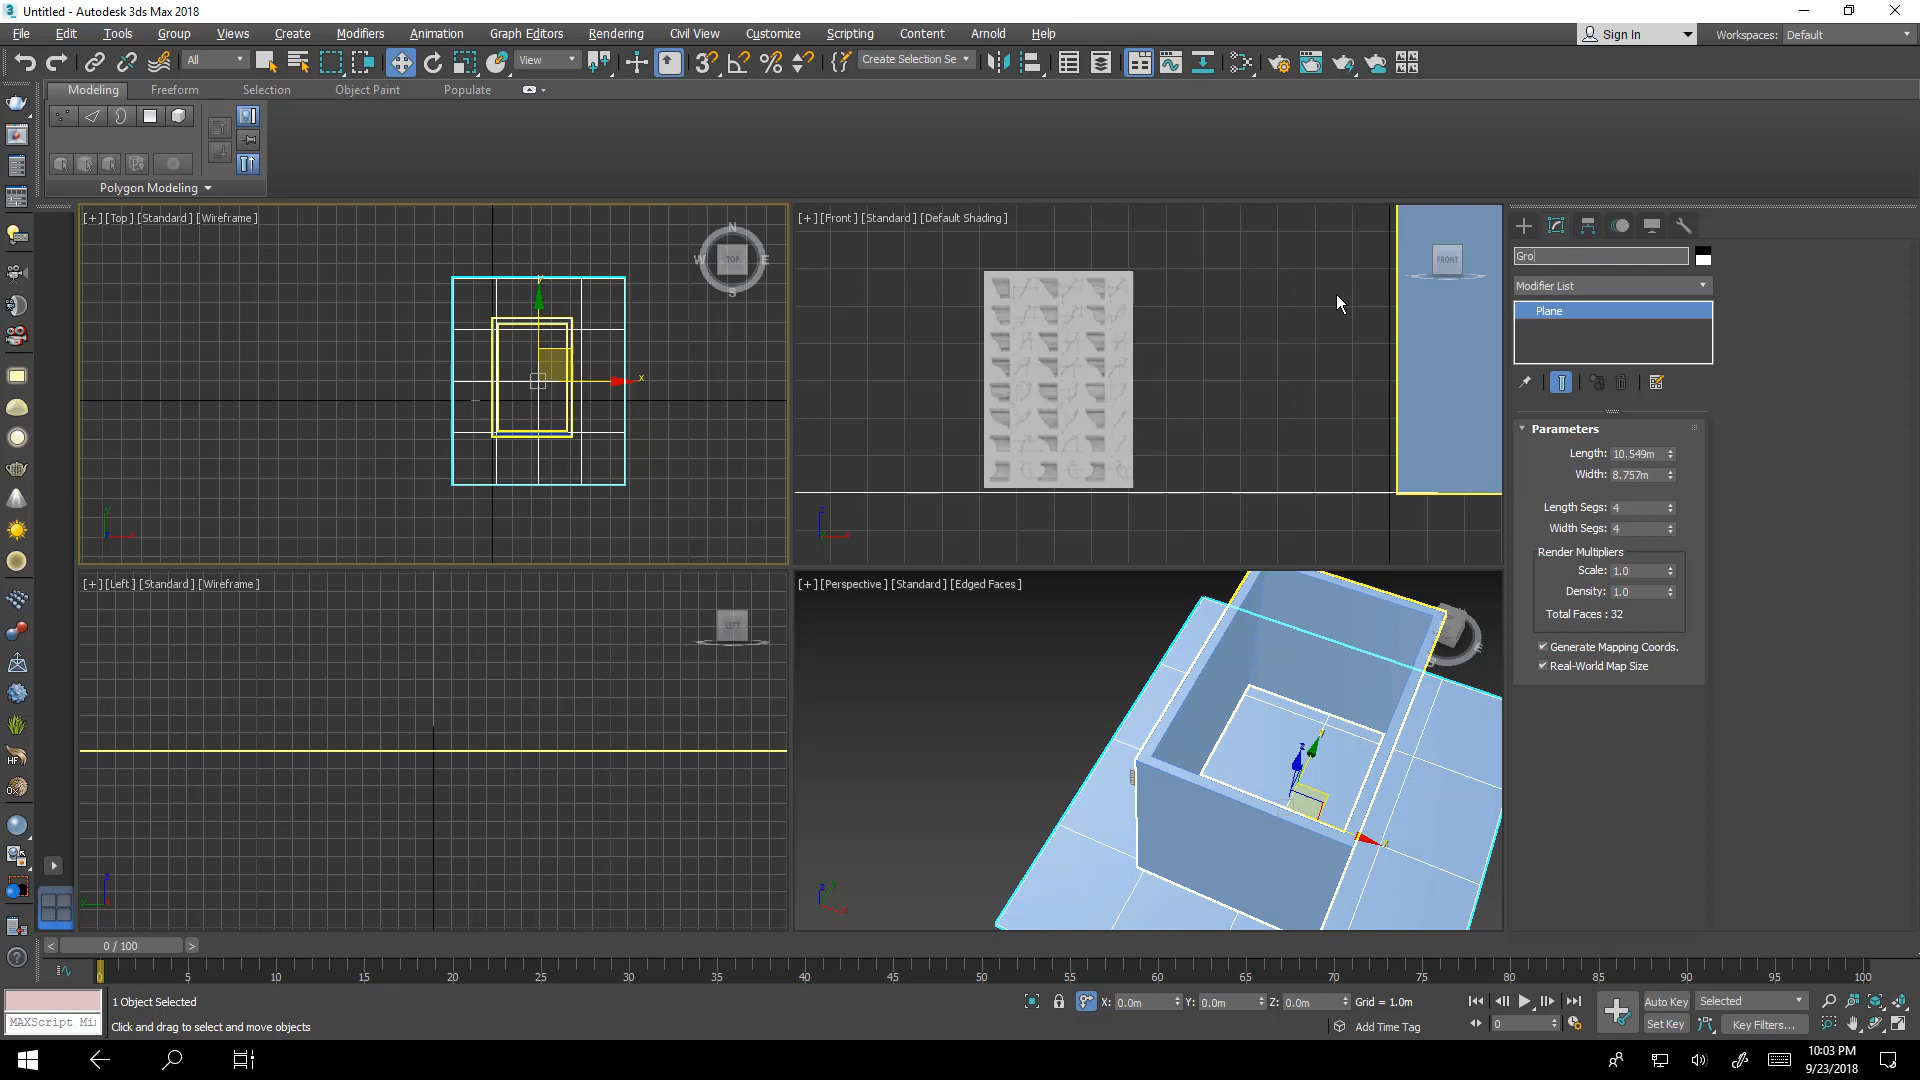 Untitled - Autodesk 3ds Max 2018
File Edit Tools Group Views Create Modifiers Animation Graph Editors Rendering Civil View Customize Scripting Content Arnold Help
Sign In
Workspaces: Default
All
View
Create Selection Se
Modeling Freeform Selection Object Paint Populate
Polygon Modeling
[+] [Top] [Standard] [Wireframe]
N
W TOP E
S
y
x
[+] [Front] [Standard] [Default Shading]
FRONT
Gro
Modifier List
Plane
Parameters
Length: 10.549m
Width: 8.757m
Length Segs: 4
Width Segs: 4
Render Multipliers
Scale: 1.0
Density: 1.0
Total Faces : 32
Generate Mapping Coords.
Real-World Map Size
[+] [Left] [Standard] [Wireframe]
LEFT
[+] [Perspective] [Standard] [Edged Faces]
HF
0 / 100
0 5 10 15 20 25 30 35 40 45 50 55 60 65 70 75 80 85 90 95 100
1 Object Selected
X: 0.0m Y: 0.0m Z: 0.0m Grid = 1.0m
Auto Key Selected
MAXScript Min
Click and drag to select and move objects
Add Time Tag
0
Set Key Key Filters...
10:03 PM
9/23/2018